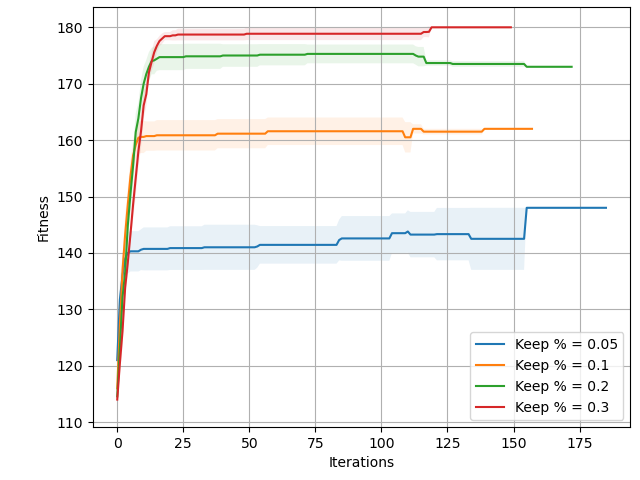 180
170
160
150
140
130
120
110
Fitness
0 25 50 75 100 125 150 175
Iterations
Keep % = 0.05
Keep % = 0.1
Keep % = 0.2
Keep % = 0.3